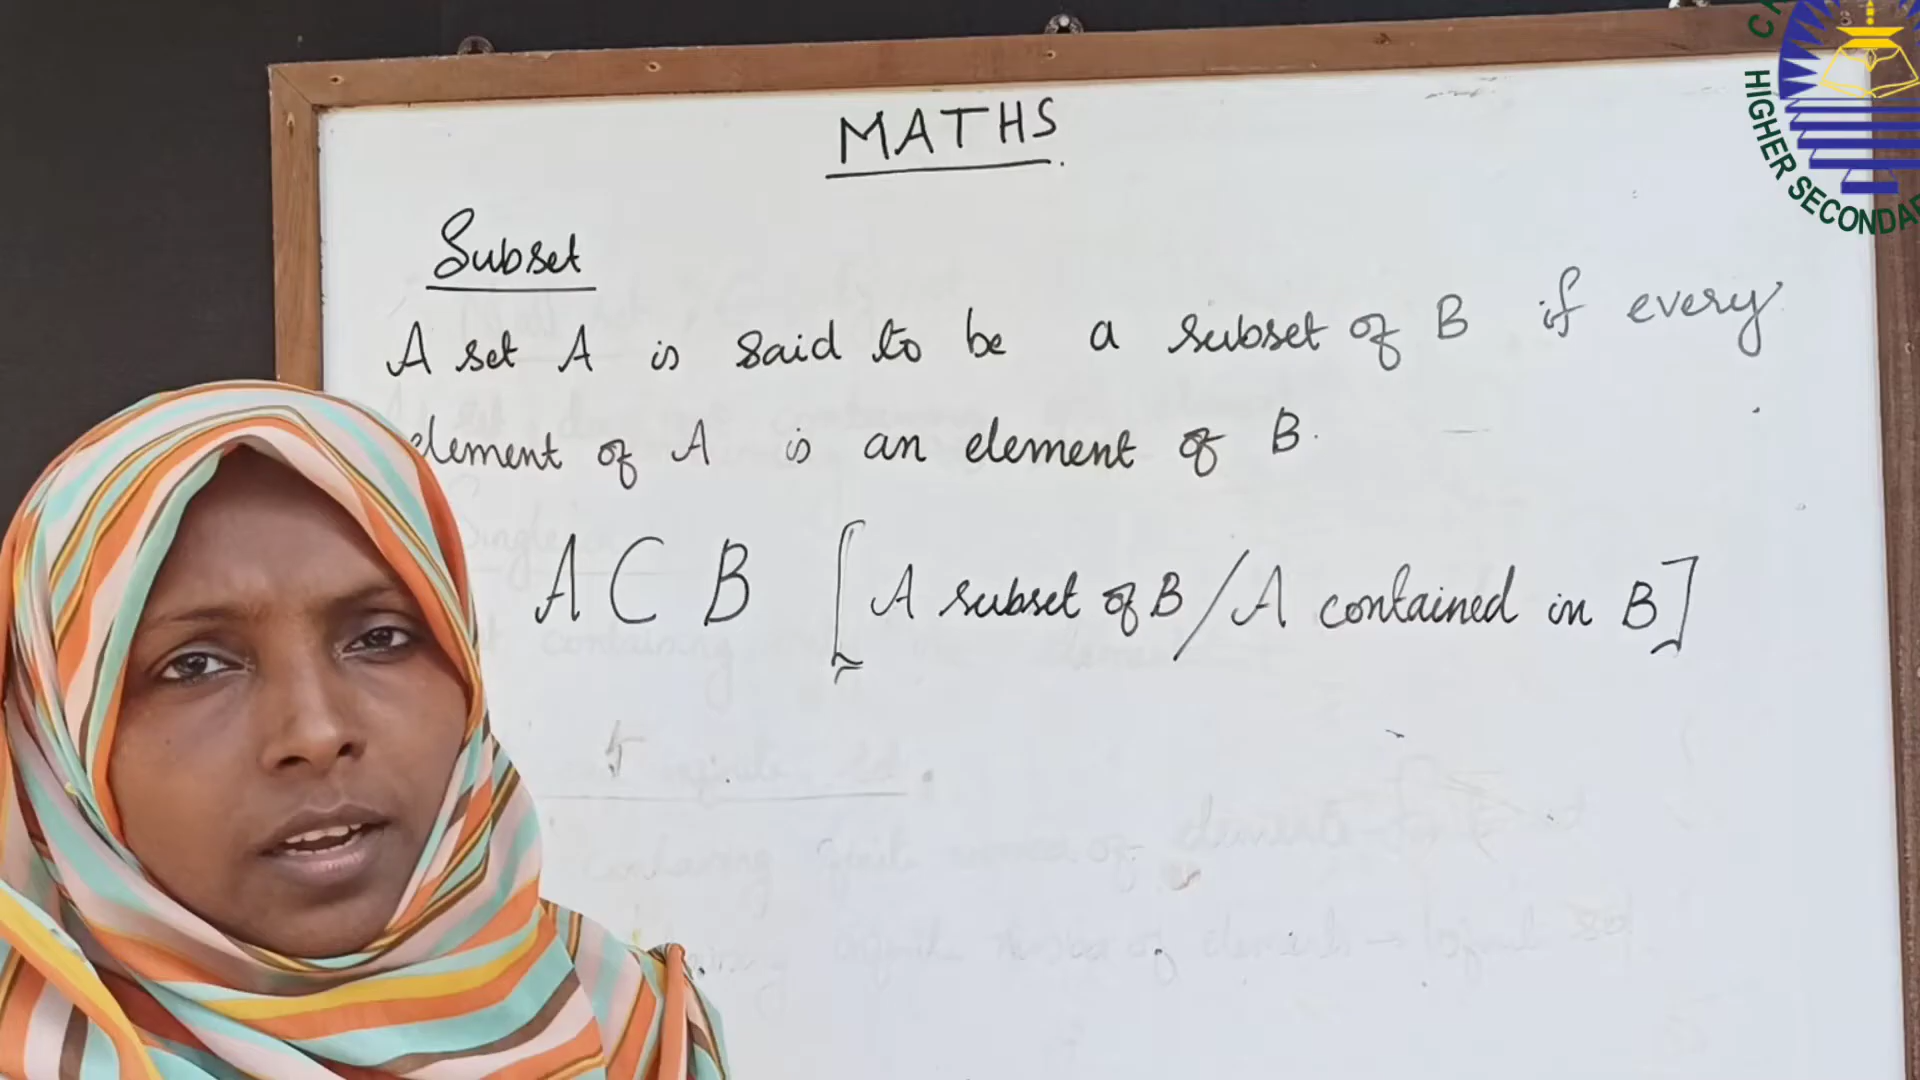 MATHS
Subset
A set A is said to be a subset of B if every
element of A is an element of B.
A ⊂ B [A subset of B/A contained in B]
HIGHER